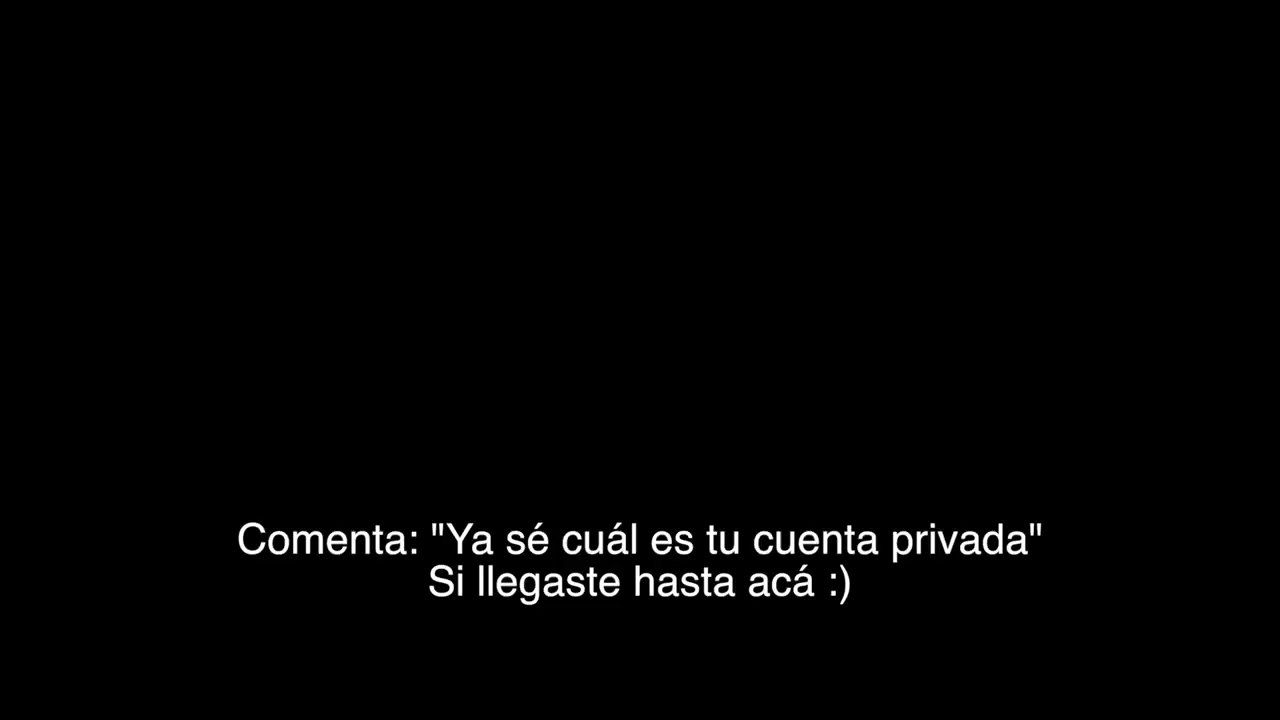 Comenta: "Ya sé cuál es tu cuenta privada"
Si llegaste hasta acá :)